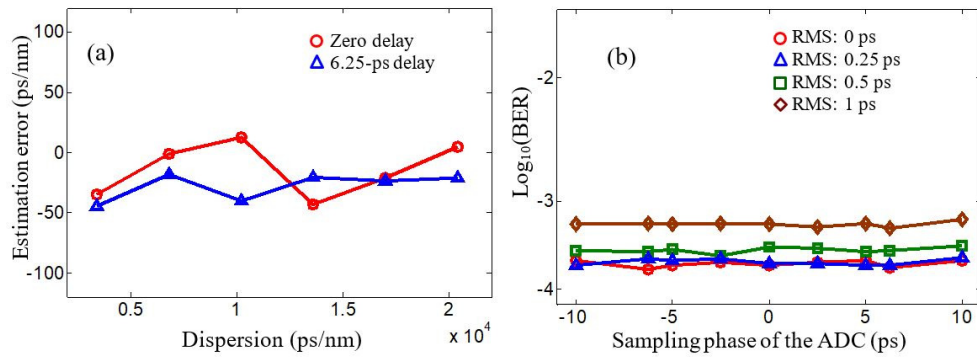 (a)
Zero delay
6.25-ps delay
100
50
0
-50
-100
Estimation error (ps/nm)
0.5
1
1.5
2
x 10^4
Dispersion (ps/nm)
(b)
RMS: 0 ps
RMS: 0.25 ps
RMS: 0.5 ps
RMS: 1 ps
-2
-3
-4
Log10(BER)
-10
-5
0
5
10
Sampling phase of the ADC (ps)